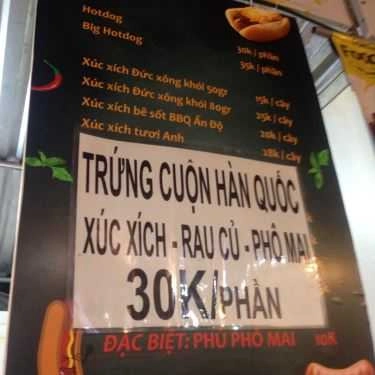 Hotdog 30k / phần
Big Hotdog 35k / phần
Xúc xích Đức xông khói 50gr 15k / cây
Xúc xích Đức xông khói 80gr 25k / cây
Xúc xích bê sốt BBQ Ấn Độ 20k / cây
Xúc xích tươi Anh 28k / cây
TRỨNG CUỘN HÀN QUỐC
XÚC XÍCH - RAU CỦ - PHÔ MAI
30K/PHẦN
ĐẶC BIỆT: PHỦ PHÔ MAI 10K